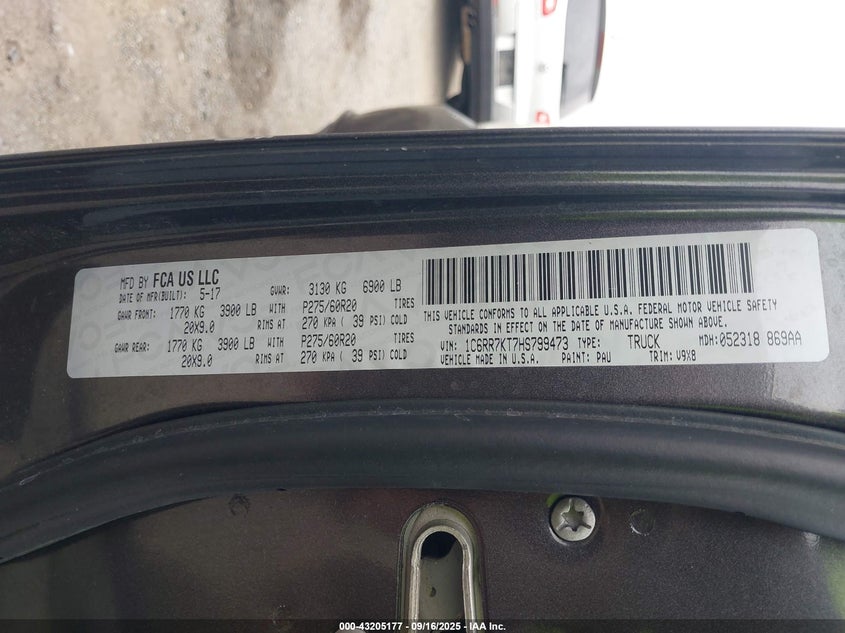 MFD BY FCA US LLC
DATE OF MFR(BUILT): 5-17 GVWR: 3130 KG 6900 LB
GAWR FRONT: 1770 KG 3900 LB WITH P275/60R20 TIRES
20X9.0 RIMS AT 270 KPA ( 39 PSI) COLD
GAWR REAR: 1770 KG 3900 LB WITH P275/60R20 TIRES
20X9.0 RIMS AT 270 KPA ( 39 PSI) COLD
THIS VEHICLE CONFORMS TO ALL APPLICABLE U.S.A. FEDERAL MOTOR VEHICLE SAFETY
STANDARDS IN EFFECT ON THE DATE OF MANUFACTURE SHOWN ABOVE.
VIN: 1C6RR7KT7HS799473 TYPE: TRUCK MDH:052318 869AA
VEHICLE MADE IN U.S.A. PAINT: PAU TRIM: V9X8
000-43205177 - 09/16/2025 - IAA Inc.